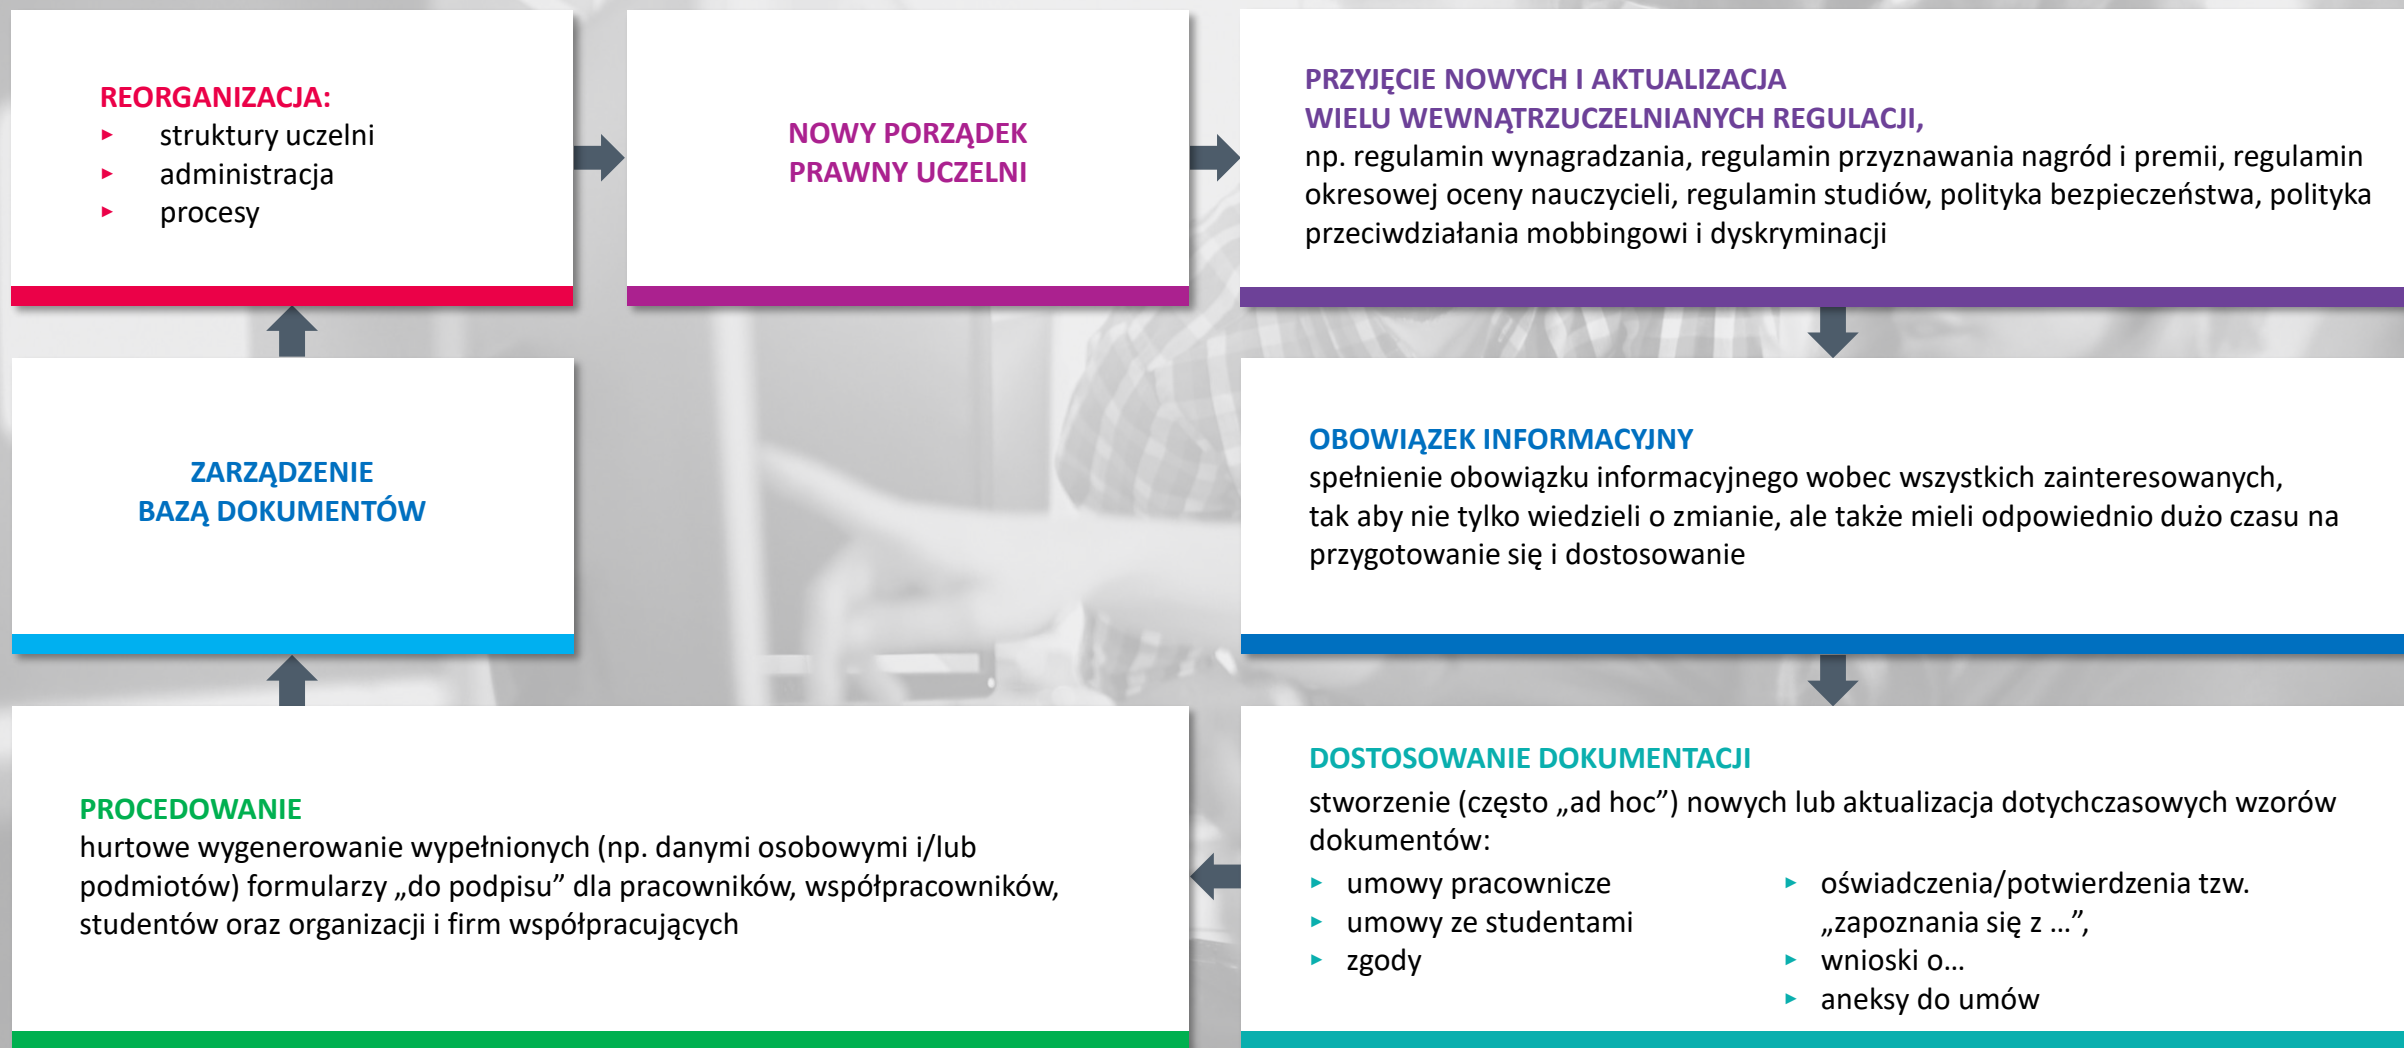 REORGANIZACJA:
▸ struktury uczelni
▸ administracja
▸ procesy
NOWY PORZĄDEK
PRAWNY UCZELNI
PRZYJĘCIE NOWYCH I AKTUALIZACJA
WIELU WEWNĄTRZUCZELNIANYCH REGULACJI,
np. regulamin wynagradzania, regulamin przyznawania nagród i premii, regulamin
okresowej oceny nauczycieli, regulamin studiów, polityka bezpieczeństwa, polityka
przeciwdziałania mobbingowi i dyskryminacji
OBOWIĄZEK INFORMACYJNY
spełnienie obowiązku informacyjnego wobec wszystkich zainteresowanych,
tak aby nie tylko wiedzieli o zmianie, ale także mieli odpowiednio dużo czasu na
przygotowanie się i dostosowanie
DOSTOSOWANIE DOKUMENTACJI
stworzenie (często „ad hoc”) nowych lub aktualizacja dotychczasowych wzorów
dokumentów:
▸ umowy pracownicze
▸ umowy ze studentami
▸ zgody
▸ oświadczenia/potwierdzenia tzw.
„zapoznania się z …”,
▸ wnioski o…
▸ aneksy do umów
PROCEDOWANIE
hurtowe wygenerowanie wypełnionych (np. danymi osobowymi i/lub
podmiotów) formularzy „do podpisu” dla pracowników, współpracowników,
studentów oraz organizacji i firm współpracujących
ZARZĄDZENIE
BAZĄ DOKUMENTÓW